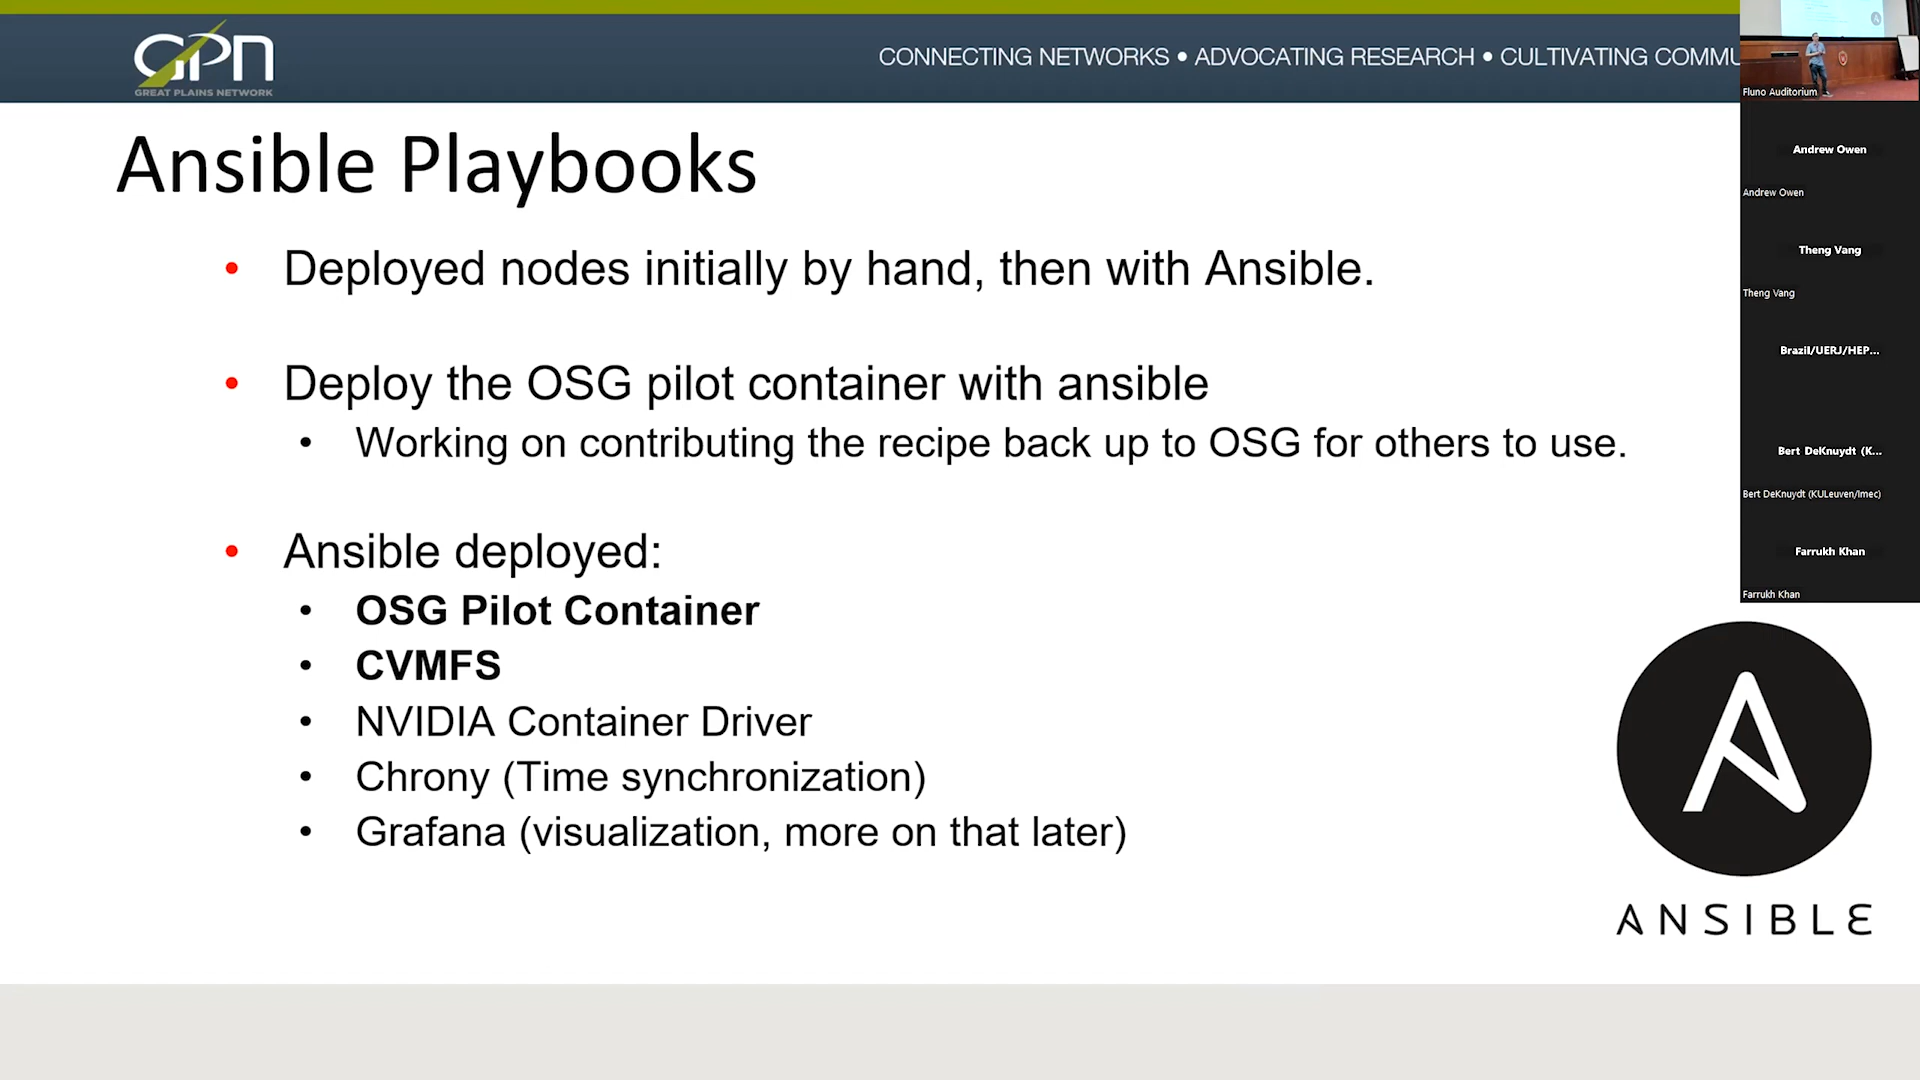 GPN
GREAT PLAINS NETWORK
CONNECTING NETWORKS • ADVOCATING RESEARCH • CULTIVATING COMMU
Ansible Playbooks
• Deployed nodes initially by hand, then with Ansible.
• Deploy the OSG pilot container with ansible
• Working on contributing the recipe back up to OSG for others to use.
• Ansible deployed:
• OSG Pilot Container
• CVMFS
• NVIDIA Container Driver
• Chrony (Time synchronization)
• Grafana (visualization, more on that later)
Fluno Auditorium
Andrew Owen
Andrew Owen
Theng Vang
Theng Vang
Brazil/UERJ/HEP...
Bert DeKnuydt (K...
Bert DeKnuydt (KULeuven/Imec)
Farrukh Khan
Farrukh Khan
A
ANSIBLE